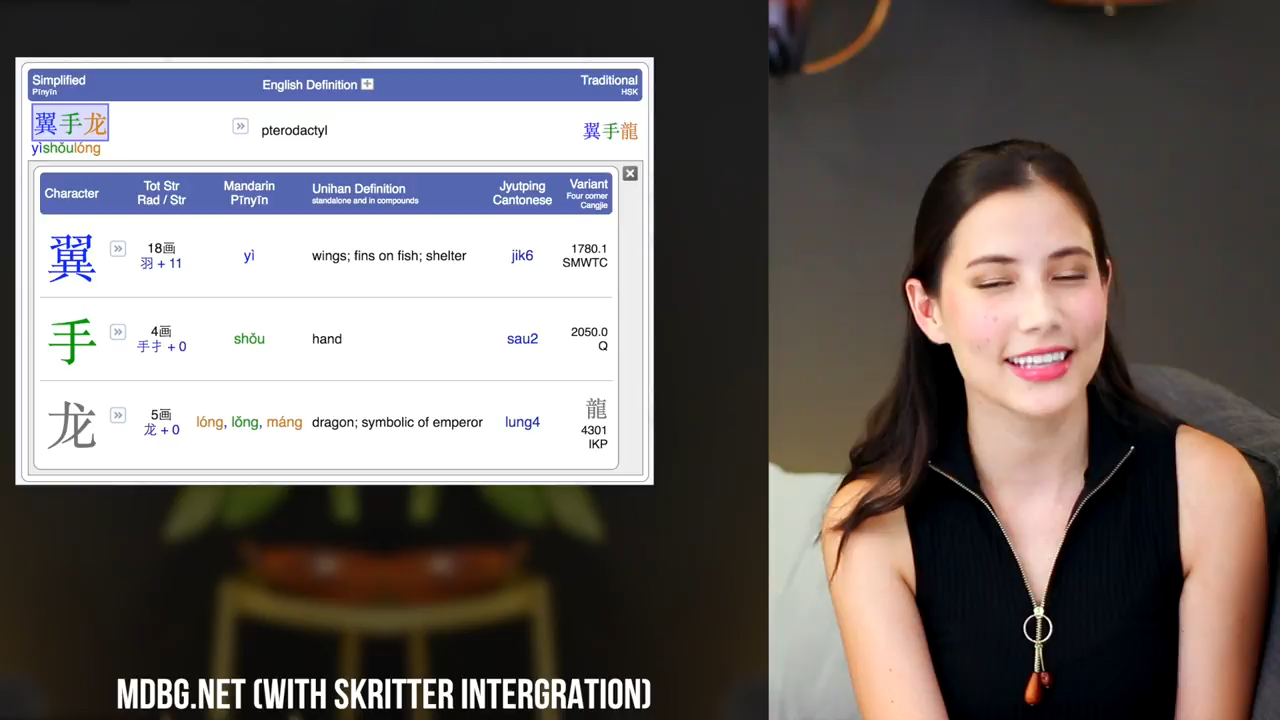 Simplified English Definition + Traditional
Pīnyīn HSK
翼手龙 » pterodactyl 翼手龍
yìshǒulóng
Character Tot Str Mandarin Unihan Definition Jyutping Variant
Rad / Str Pīnyīn standalone and in compounds Cantonese Four corner
Cangjie
翼 » 18画 yì wings; fins on fish; shelter jik6 1780.1
羽 + 11 SMWTC
手 » 4画 shǒu hand sau2 2050.0
手扌 + 0 Q
龙 » 5画 lóng, lǒng, máng dragon; symbolic of emperor lung4 龍
龙 + 0 4301
IKP
MDBG.NET (WITH SKRITTER INTERGRATION)